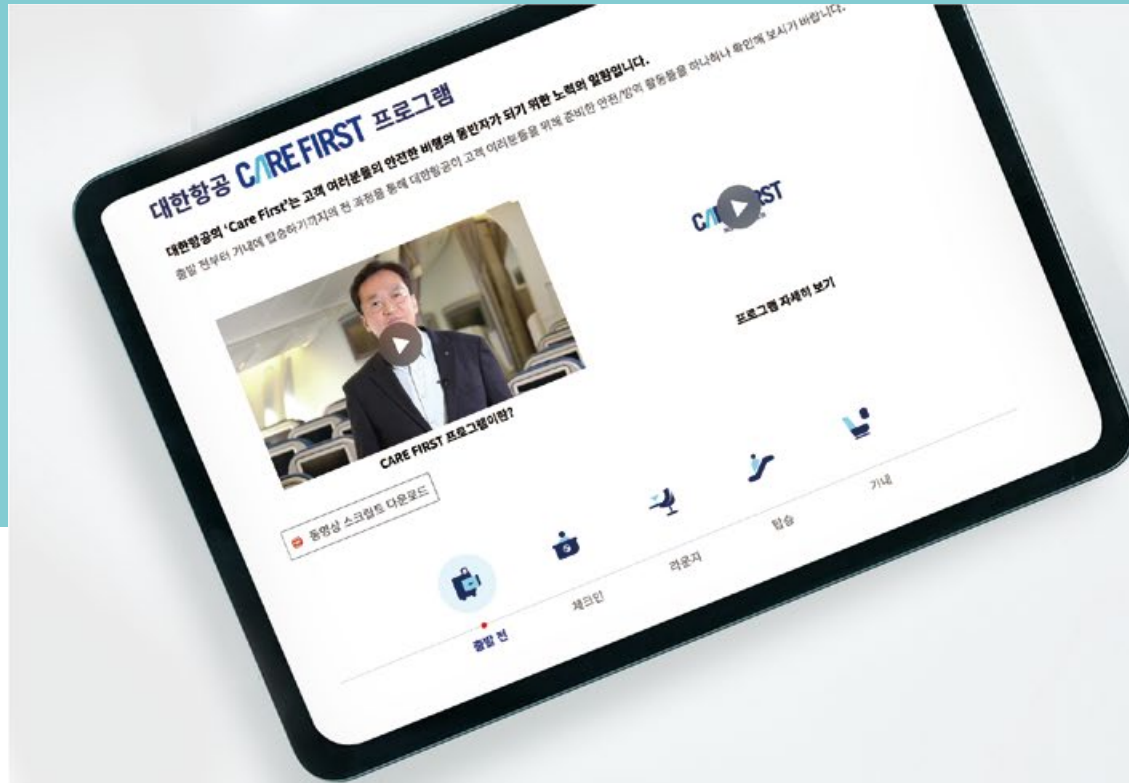 대한항공 CARE FIRST 프로그램
대한항공의 ‘Care First’는 고객 여러분들의 안전한 비행의 동반자가 되기 위한 노력의 일환입니다.
출발 전부터 기내에 탑승하기까지의 전 과정을 통해 대한항공이 고객 여러분들을 위해 준비한 안전/방역 활동들을 하나하나 확인해 보시기 바랍니다.
CARE FIRST
CARE FIRST 프로그램이란?
프로그램 자세히 보기
동영상 스크립트 다운로드
출발 전
체크인
라운지
탑승
기내